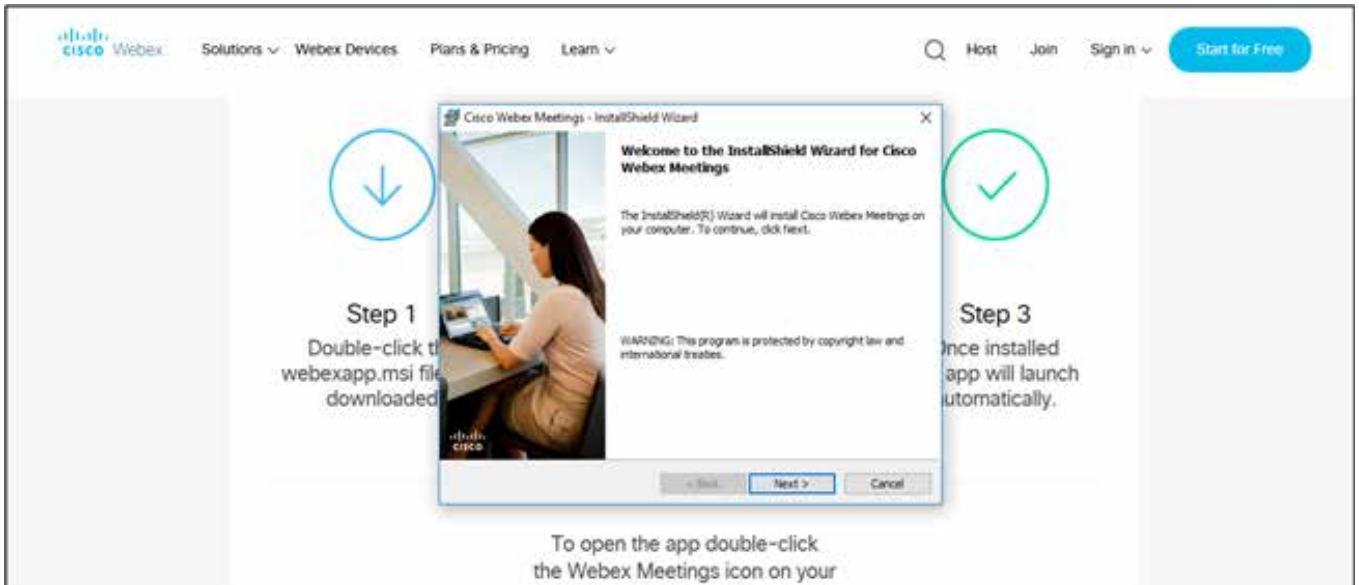 cisco Webex
Solutions
Webex Devices
Plans & Pricing
Learn
Host
Join
Sign in
Start for Free
Cisco Webex Meetings - InstallShield Wizard
Welcome to the InstallShield Wizard for Cisco
Webex Meetings
The InstallShield(R) Wizard will install Cisco Webex Meetings on
your computer. To continue, click Next.
WARNING: This program is protected by copyright law and
international treaties.
cisco
< Back
Next >
Cancel
Step 1
Double-click
webexapp.msi
downloaded
Step 3
installed
app will launch
To open the app double-click
the Webex Meetings icon on your